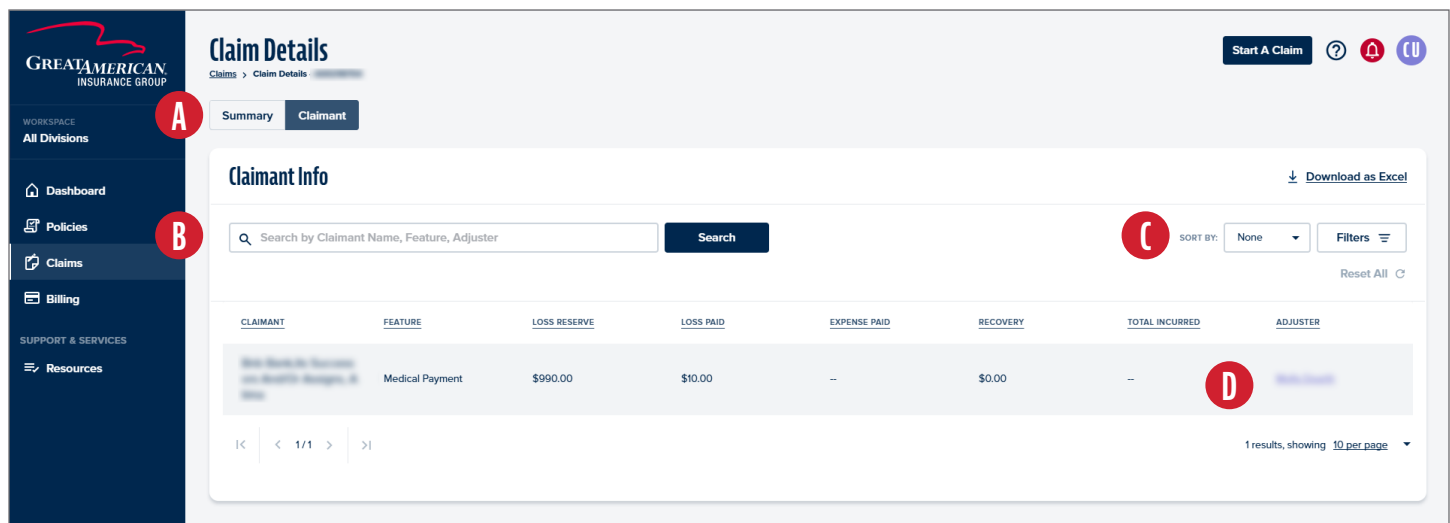 GREATAMERICAN.
INSURANCE GROUP
WORKSPACE
All Divisions
Dashboard
Policies
Claims
Billing
SUPPORT & SERVICES
Resources
Claim Details
Claims > Claim Details
Start A Claim
CU
A
Summary
Claimant
Claimant Info
Download as Excel
B
Search by Claimant Name, Feature, Adjuster
Search
C
SORT BY:
None
Filters
Reset All
CLAIMANT FEATURE LOSS RESERVE LOSS PAID EXPENSE PAID RECOVERY TOTAL INCURRED ADJUSTER
Medical Payment $990.00 $10.00 -- $0.00 --
D
1/1
1 results, showing 10 per page